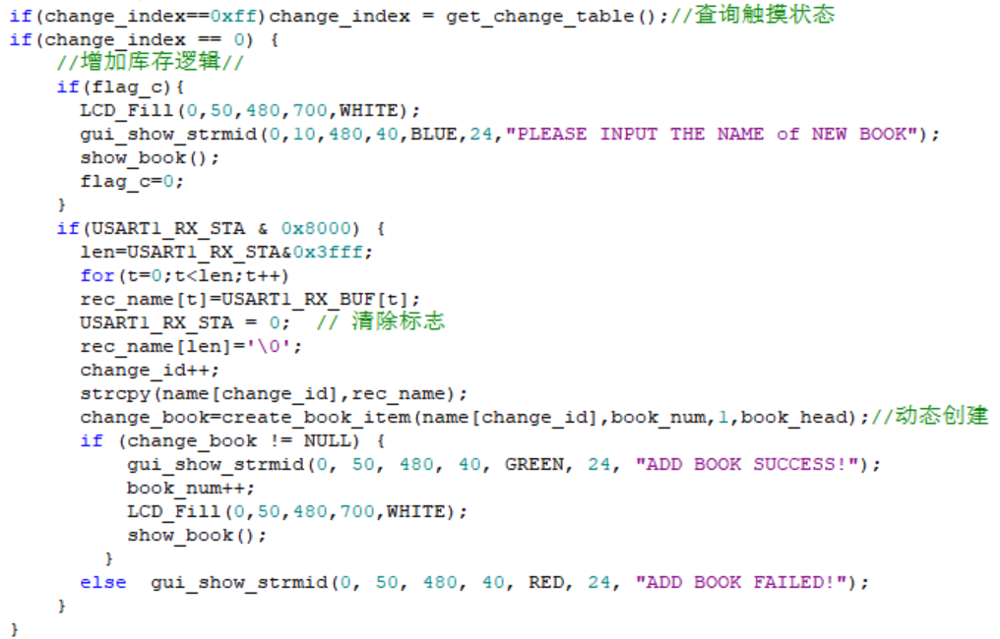 if(change_index==0xff)change_index = get_change_table();//查询触摸状态
if(change_index == 0) {
    //增加库存逻辑//
    if(flag_c){
      LCD_Fill(0,50,480,700,WHITE);
      gui_show_strmid(0,10,480,40,BLUE,24,"PLEASE INPUT THE NAME of NEW BOOK");
      show_book();
      flag_c=0;
    }
    if(USART1_RX_STA & 0x8000) {
      len=USART1_RX_STA&0x3fff;
      for(t=0;t<len;t++)
      rec_name[t]=USART1_RX_BUF[t];
      USART1_RX_STA = 0;  // 清除标志
      rec_name[len]='\0';
      change_id++;
      strcpy(name[change_id],rec_name);
      change_book=create_book_item(name[change_id],book_num,1,book_head);//动态创建
      if (change_book != NULL) {
          gui_show_strmid(0, 50, 480, 40, GREEN, 24, "ADD BOOK SUCCESS!");
          book_num++;
          LCD_Fill(0,50,480,700,WHITE);
          show_book();
        }
      else  gui_show_strmid(0, 50, 480, 40, RED, 24, "ADD BOOK FAILED!");
    }
}